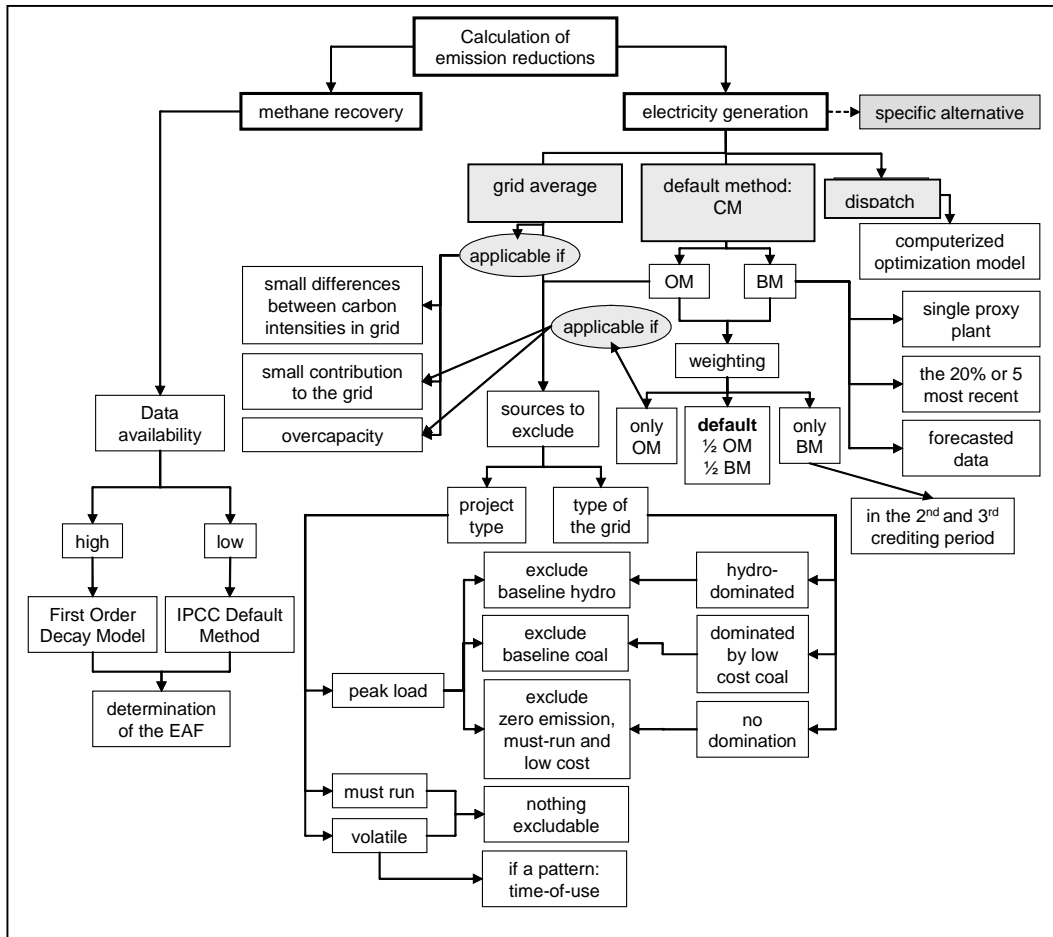 Calculation of
emission reductions
methane recovery
electricity generation
specific alternative
grid average
default method:
CM
dispatch
computerized
optimization model
applicable if
OM
BM
small differences
between carbon
intensities in grid
applicable if
single proxy
plant
weighting
small contribution
to the grid
the 20% or 5
most recent
Data
availability
overcapacity
sources to
exclude
only
OM
default
½ OM
½ BM
only
BM
forecasted
data
project
type
type of
the grid
in the 2nd and 3rd
crediting period
high
low
exclude
baseline hydro
hydro-
dominated
First Order
Decay Model
IPCC Default
Method
exclude
baseline coal
dominated
by low
cost coal
peak load
determination
of the EAF
exclude
zero emission,
must-run and
low cost
no
domination
must run
volatile
nothing
excludable
if a pattern:
time-of-use